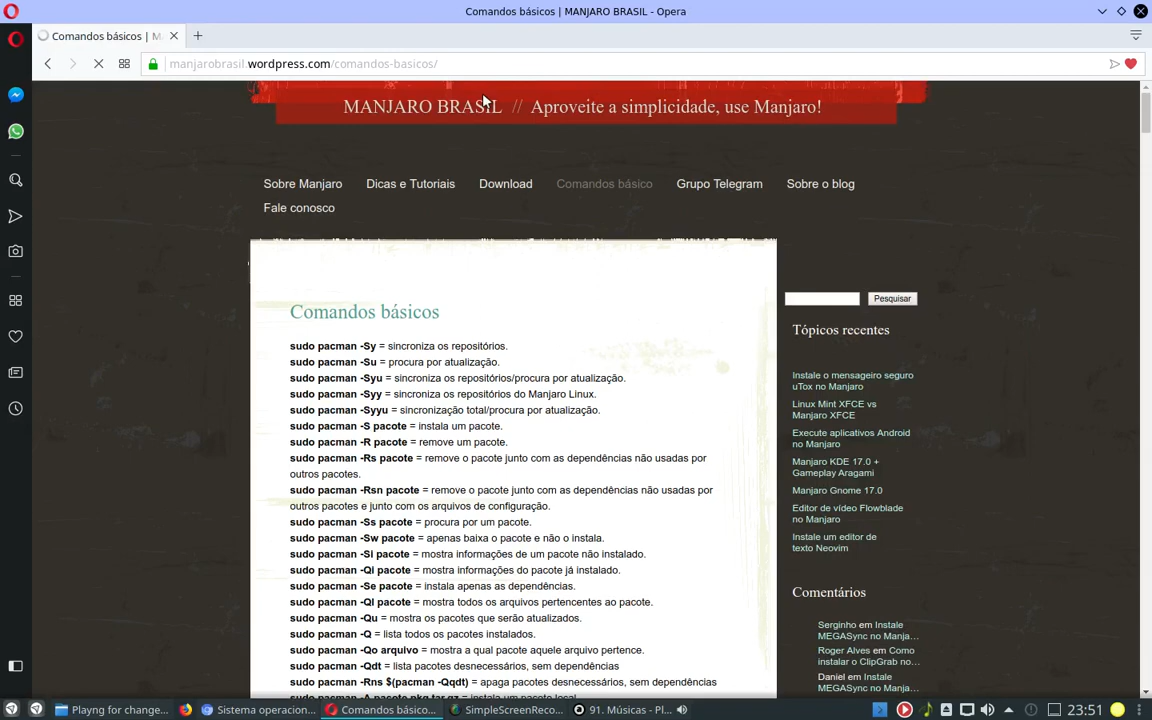 Comandos básicos | MANJARO BRASIL - Opera
Comandos básicos | M
manjarobrasil.wordpress.com/comandos-basicos/
MANJARO BRASIL // Aproveite a simplicidade, use Manjaro!
Sobre Manjaro Dicas e Tutoriais Download Comandos básico Grupo Telegram Sobre o blog
Fale conosco
Comandos básicos
sudo pacman -Sy = sincroniza os repositórios.
sudo pacman -Su = procura por atualização.
sudo pacman -Syu = sincroniza os repositórios/procura por atualização.
sudo pacman -Syy = sincroniza os repositórios do Manjaro Linux.
sudo pacman -Syyu = sincronização total/procura por atualização.
sudo pacman -S pacote = instala um pacote.
sudo pacman -R pacote = remove um pacote.
sudo pacman -Rs pacote = remove o pacote junto com as dependências não usadas por
outros pacotes.
sudo pacman -Rsn pacote = remove o pacote junto com as dependências não usadas por
outros pacotes e junto com os arquivos de configuração.
sudo pacman -Ss pacote = procura por um pacote.
sudo pacman -Sw pacote = apenas baixa o pacote e não o instala.
sudo pacman -Si pacote = mostra informações de um pacote não instalado.
sudo pacman -Qi pacote = mostra informações do pacote já instalado.
sudo pacman -Se pacote = instala apenas as dependências.
sudo pacman -Ql pacote = mostra todos os arquivos pertencentes ao pacote.
sudo pacman -Qu = mostra os pacotes que serão atualizados.
sudo pacman -Q = lista todos os pacotes instalados.
sudo pacman -Qo arquivo = mostra a qual pacote aquele arquivo pertence.
sudo pacman -Qdt = lista pacotes desnecessários, sem dependências
sudo pacman -Rns $(pacman -Qqdt) = apaga pacotes desnecessários, sem dependências
sudo pacman -A pacote.pkg.tar.gz = instala um pacote local
Pesquisar
Tópicos recentes
Instale o mensageiro seguro
uTox no Manjaro
Linux Mint XFCE vs
Manjaro XFCE
Execute aplicativos Android
no Manjaro
Manjaro KDE 17.0 +
Gameplay Aragami
Manjaro Gnome 17.0
Editor de vídeo Flowblade
no Manjaro
Instale um editor de
texto Neovim
Comentários
Serginho em Instale
MEGASync no Manja…
Roger Alves em Como
instalar o ClipGrab no…
Daniel em Instale
MEGASync no Manja…
Playng for change...
Sistema operacion...
Comandos básicos...
SimpleScreenReco...
91. Músicas - Pl...
23:51